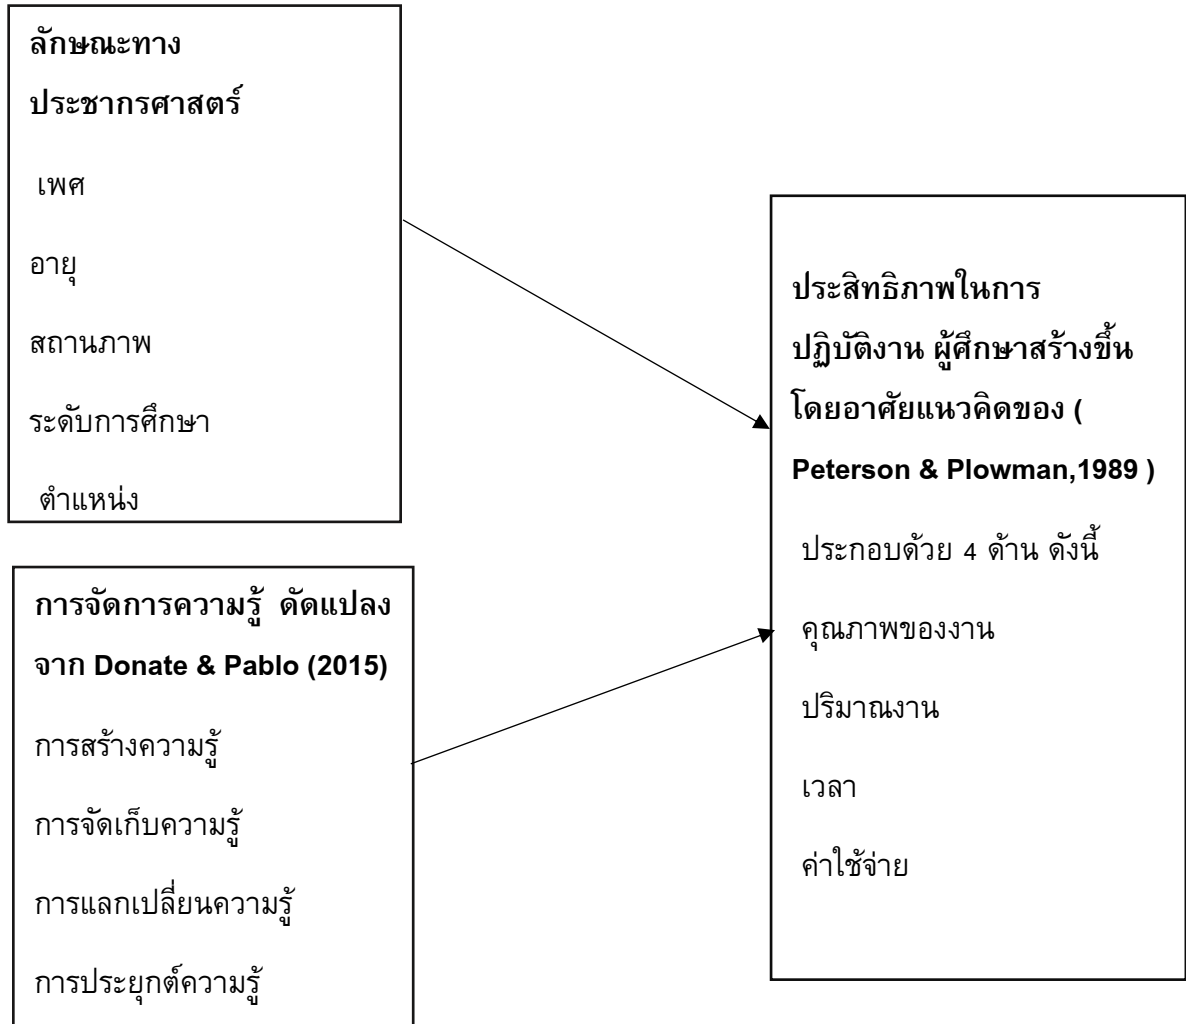 ลักษณะทาง
ประชากรศาสตร์
เพศ
อายุ
สถานภาพ
ระดับการศึกษา
ตำแหน่ง
การจัดการความรู้ ดัดแปลง
จาก Donate & Pablo (2015)
การสร้างความรู้
การจัดเก็บความรู้
การแลกเปลี่ยนความรู้
การประยุกต์ความรู้
ประสิทธิภาพในการ
ปฏิบัติงาน ผู้ศึกษาสร้างขึ้น
โดยอาศัยแนวคิดของ (
Peterson & Plowman,1989 )
ประกอบด้วย 4 ด้าน ดังนี้
คุณภาพของงาน
ปริมาณงาน
เวลา
ค่าใช้จ่าย